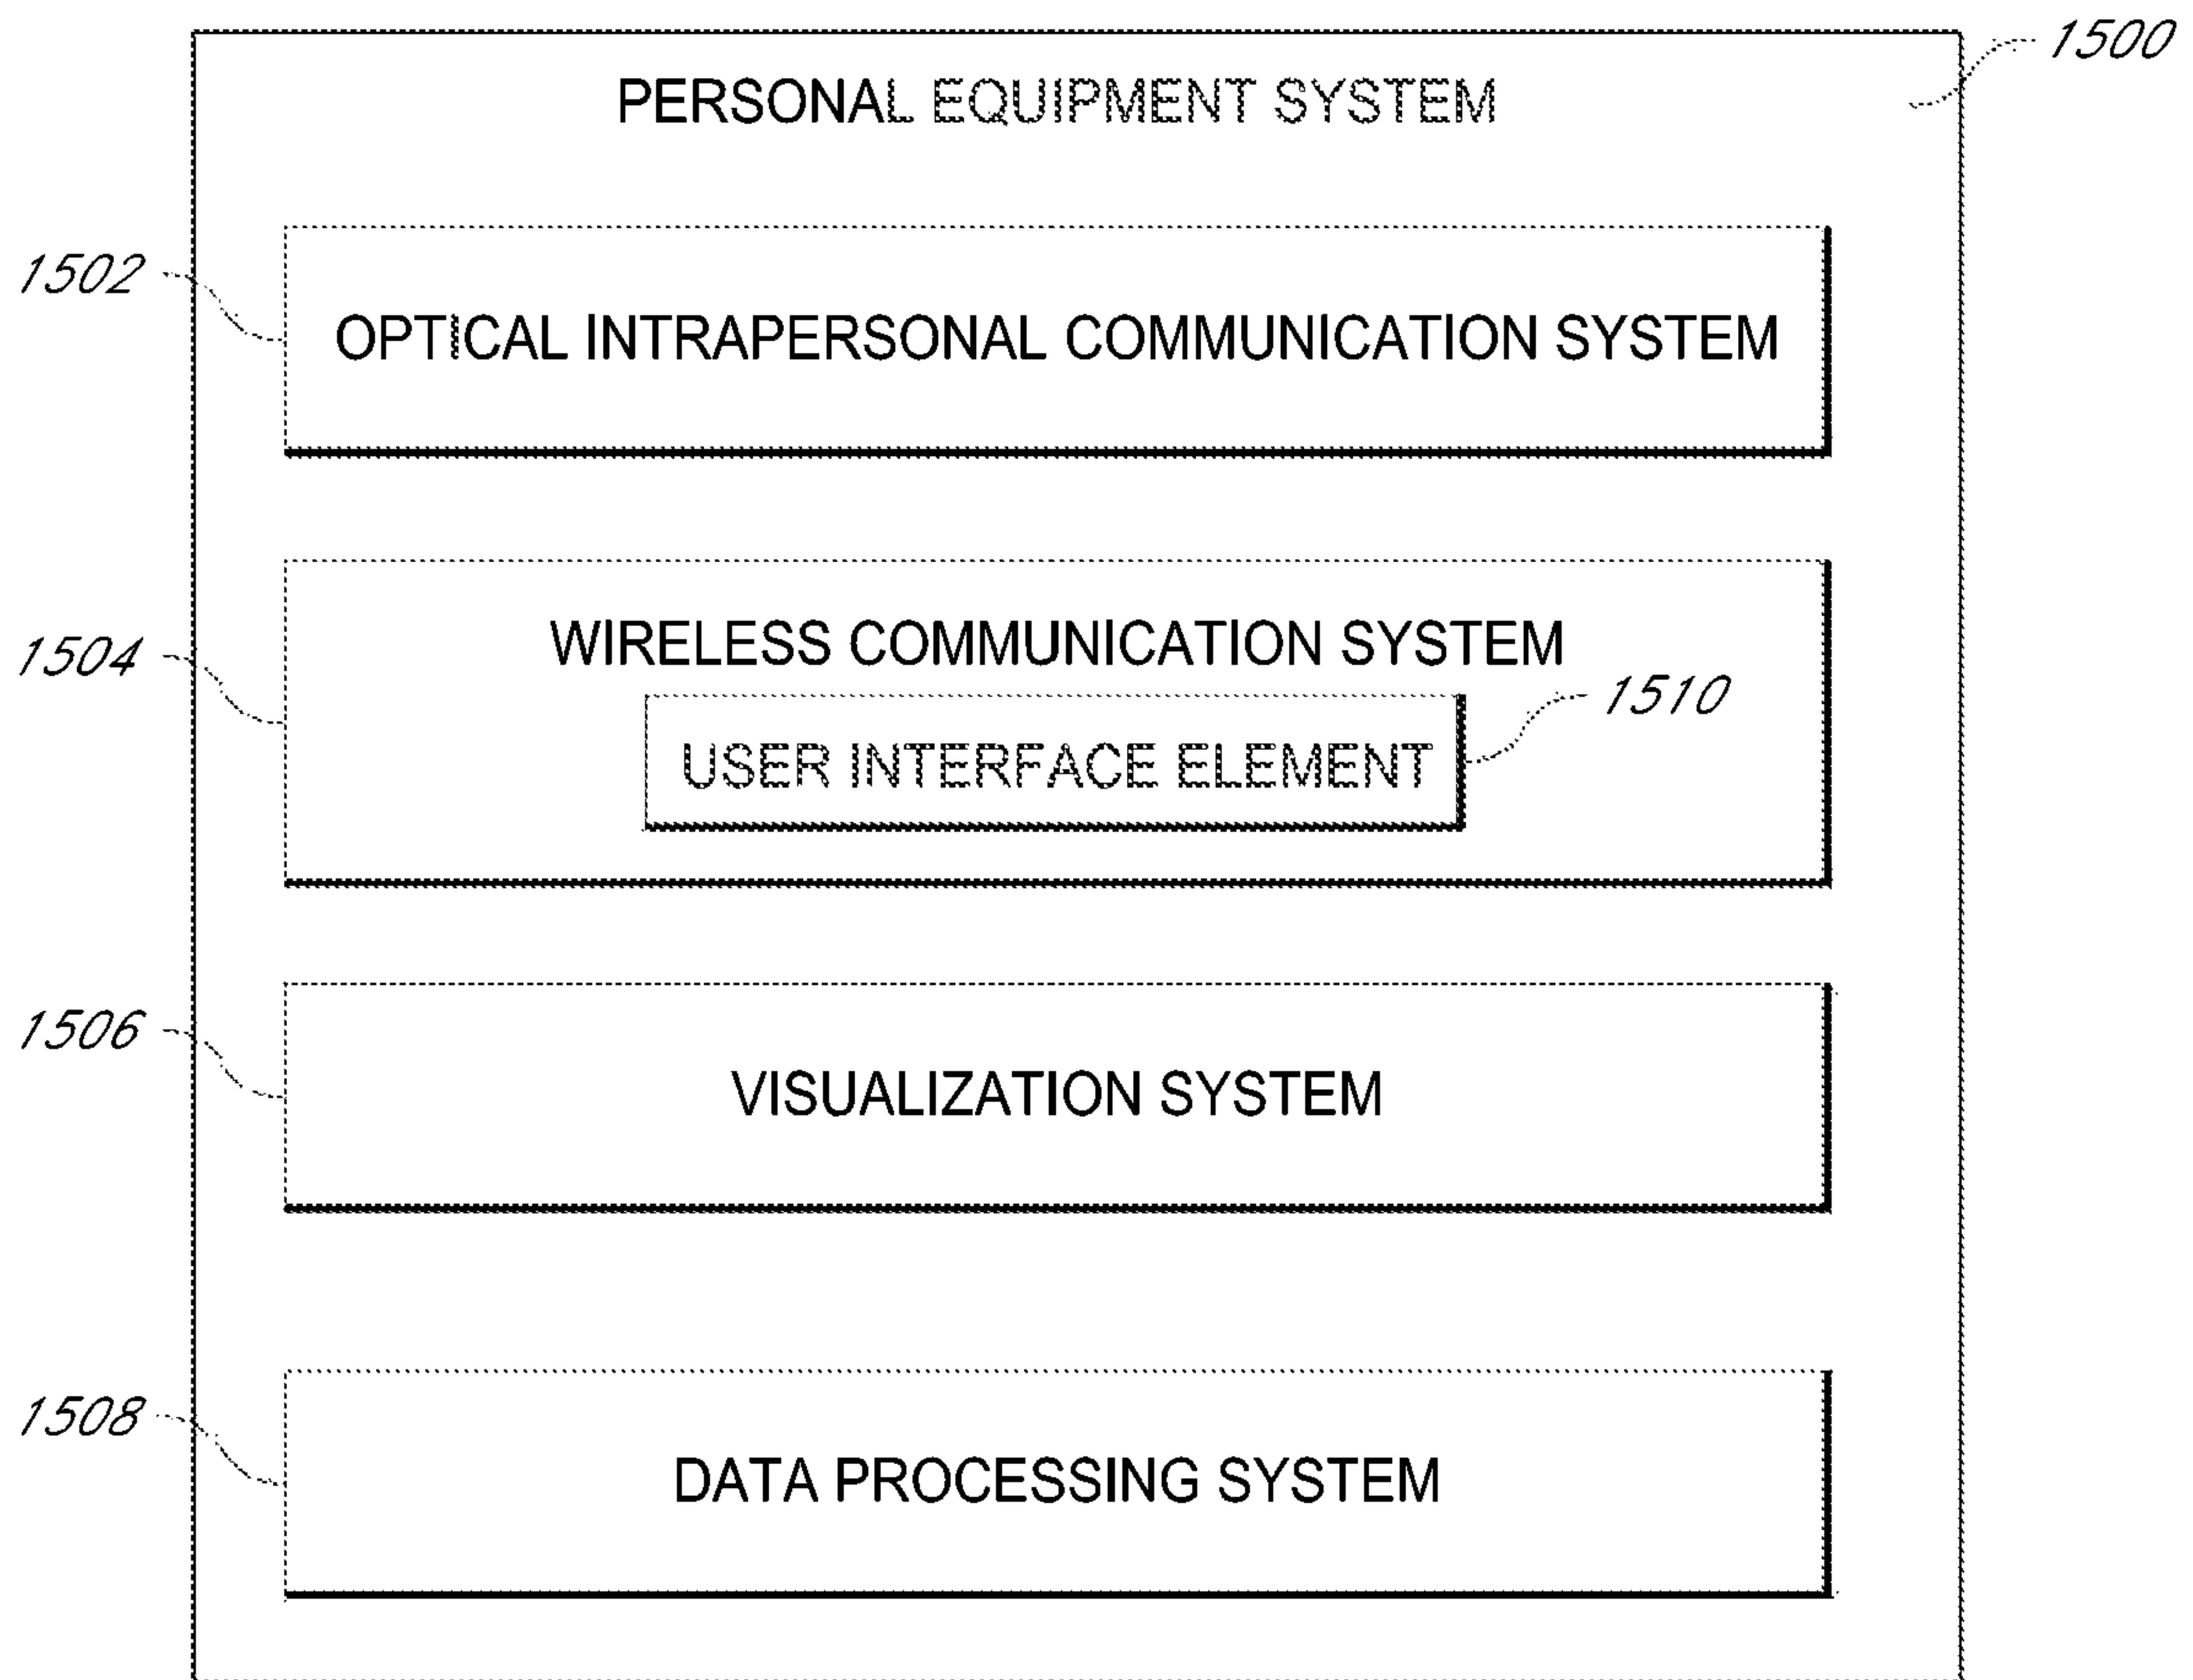 1500
PERSONAL EQUIPMENT SYSTEM
1502
OPTICAL INTRAPERSONAL COMMUNICATION SYSTEM
1504
WIRELESS COMMUNICATION SYSTEM
1510
USER INTERFACE ELEMENT
1506
VISUALIZATION SYSTEM
1508
DATA PROCESSING SYSTEM